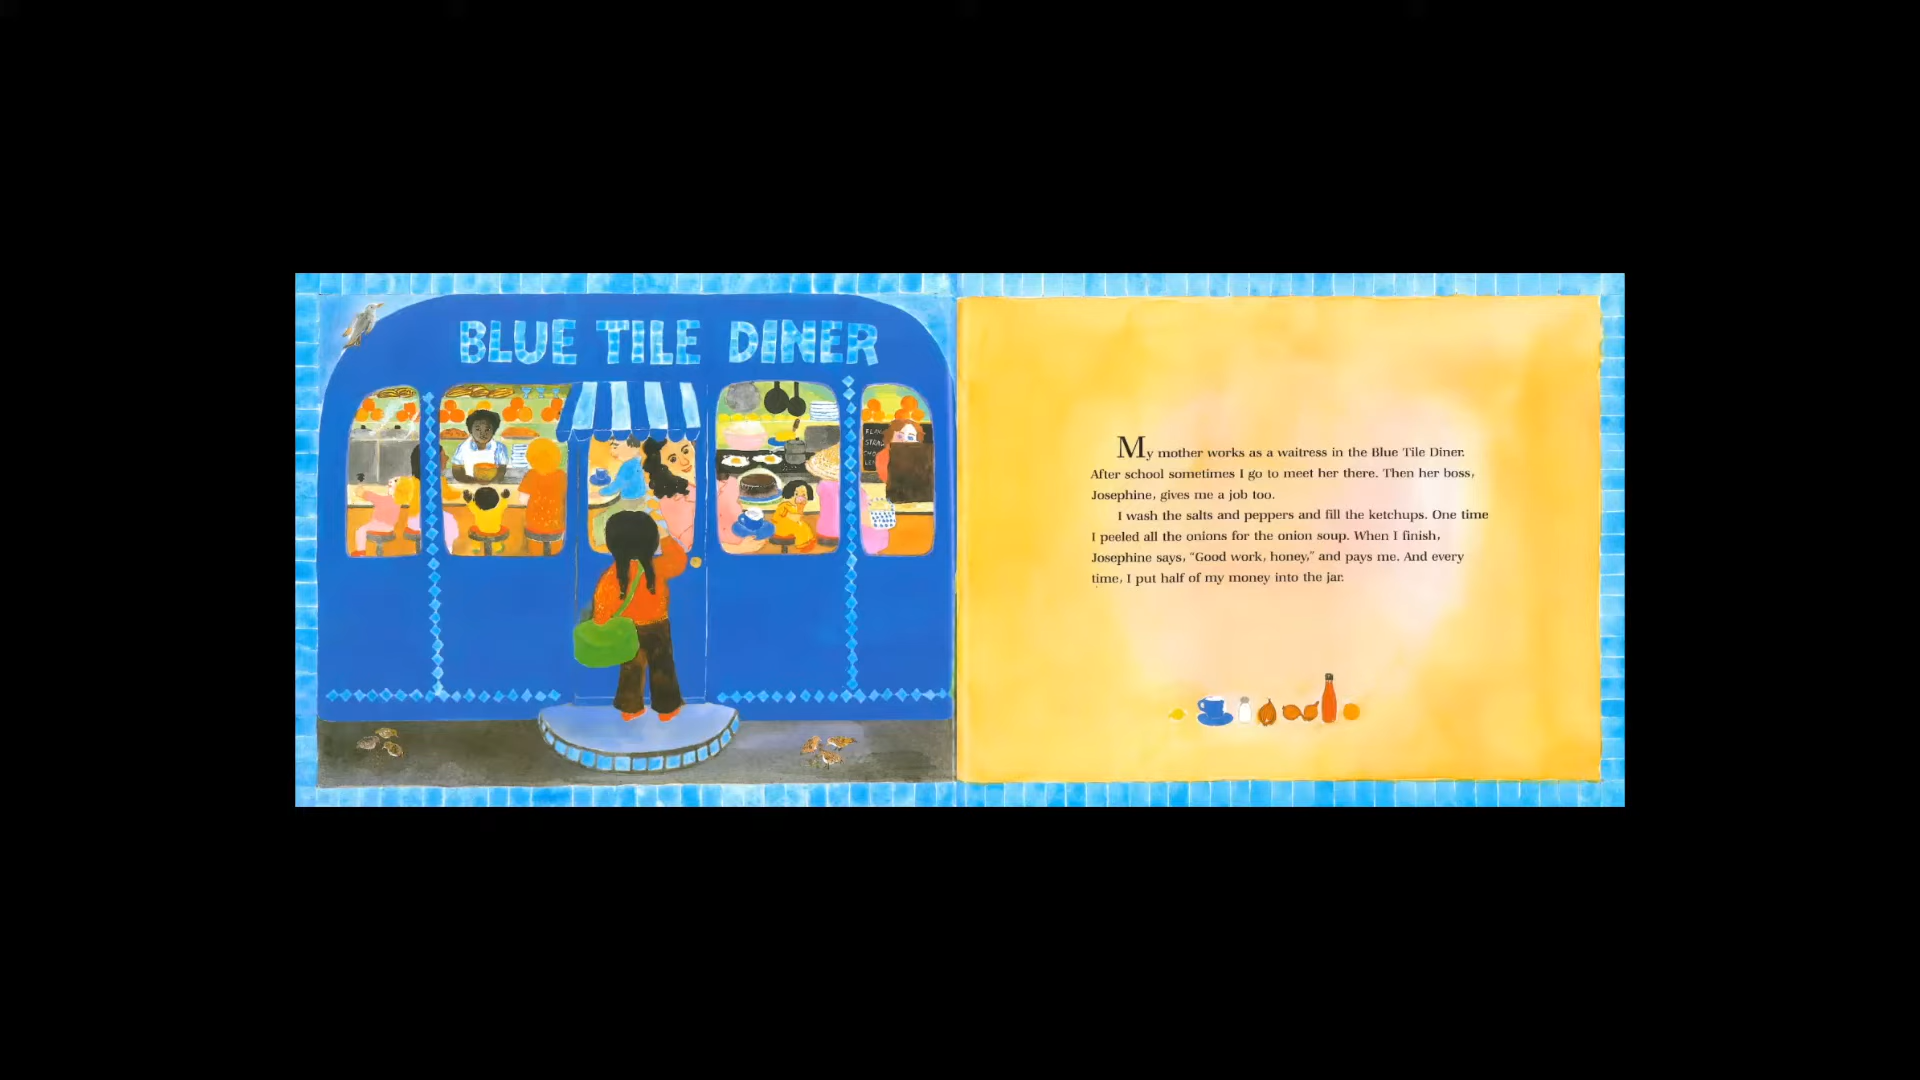 BLUE TILE DINER
My mother works as a waitress in the Blue Tile Diner.
After school sometimes I go to meet her there. Then her boss,
Josephine, gives me a job too.
I wash the salts and peppers and fill the ketchups. One time
I peeled all the onions for the onion soup. When I finish,
Josephine says, “Good work, honey,” and pays me. And every
time, I put half of my money into the jar.